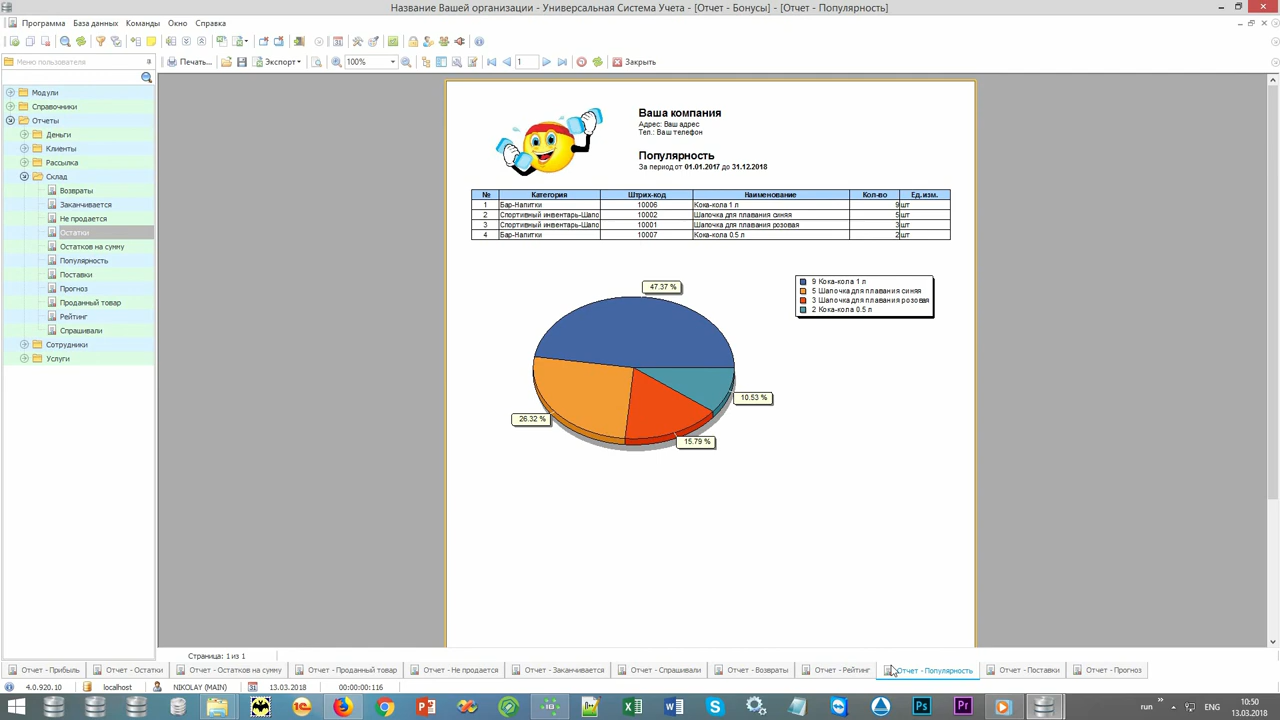 Название Вашей организации - Универсальная Система Учета - [Отчет - Бонусы] - [Отчет - Популярность]
Программа База данных Команды Окно Справка
Печать... Экспорт 100% 1 Закрыть
Меню пользователя
Модули
Справочники
Отчеты
Деньги
Клиенты
Рассылка
Склад
Возвраты
Заканчивается
Не продается
Остатки
Остатков на сумму
Популярность
Поставки
Прогноз
Проданный товар
Рейтинг
Спрашивали
Сотрудники
Услуги
Ваша компания
Адрес: Ваш адрес
Тел.: Ваш телефон
Популярность
За период от 01.01.2017 до 31.12.2018
№ Категория Штрих-код Наименование Кол-во Ед.изм.
1 Бар-Напитки 10006 Кока-кола 1 л 9 шт
2 Спортивный инвентарь-Шапо 10002 Шапочка для плавания синяя 5 шт
3 Спортивный инвентарь-Шапо 10001 Шапочка для плавания розовая 3 шт
4 Бар-Напитки 10007 Кока-кола 0.5 л 2 шт
47.37 %
9 Кока-кола 1 л
5 Шапочка для плавания синяя
3 Шапочка для плавания розовая
2 Кока-кола 0.5 л
10.53 %
26.32 %
15.79 %
Страница: 1 из 1
Отчет - Прибыль Отчет - Остатки Отчет - Остатков на сумму Отчет - Проданный товар Отчет - Не продается Отчет - Заканчивается Отчет - Спрашивали Отчет - Возвраты Отчет - Рейтинг Отчет - Популярность Отчет - Поставки Отчет - Прогноз
4.0.920.10 localhost NIKOLAY (MAIN) 13.03.2018 00:00:00:116
run ENG 10:50
13.03.2018